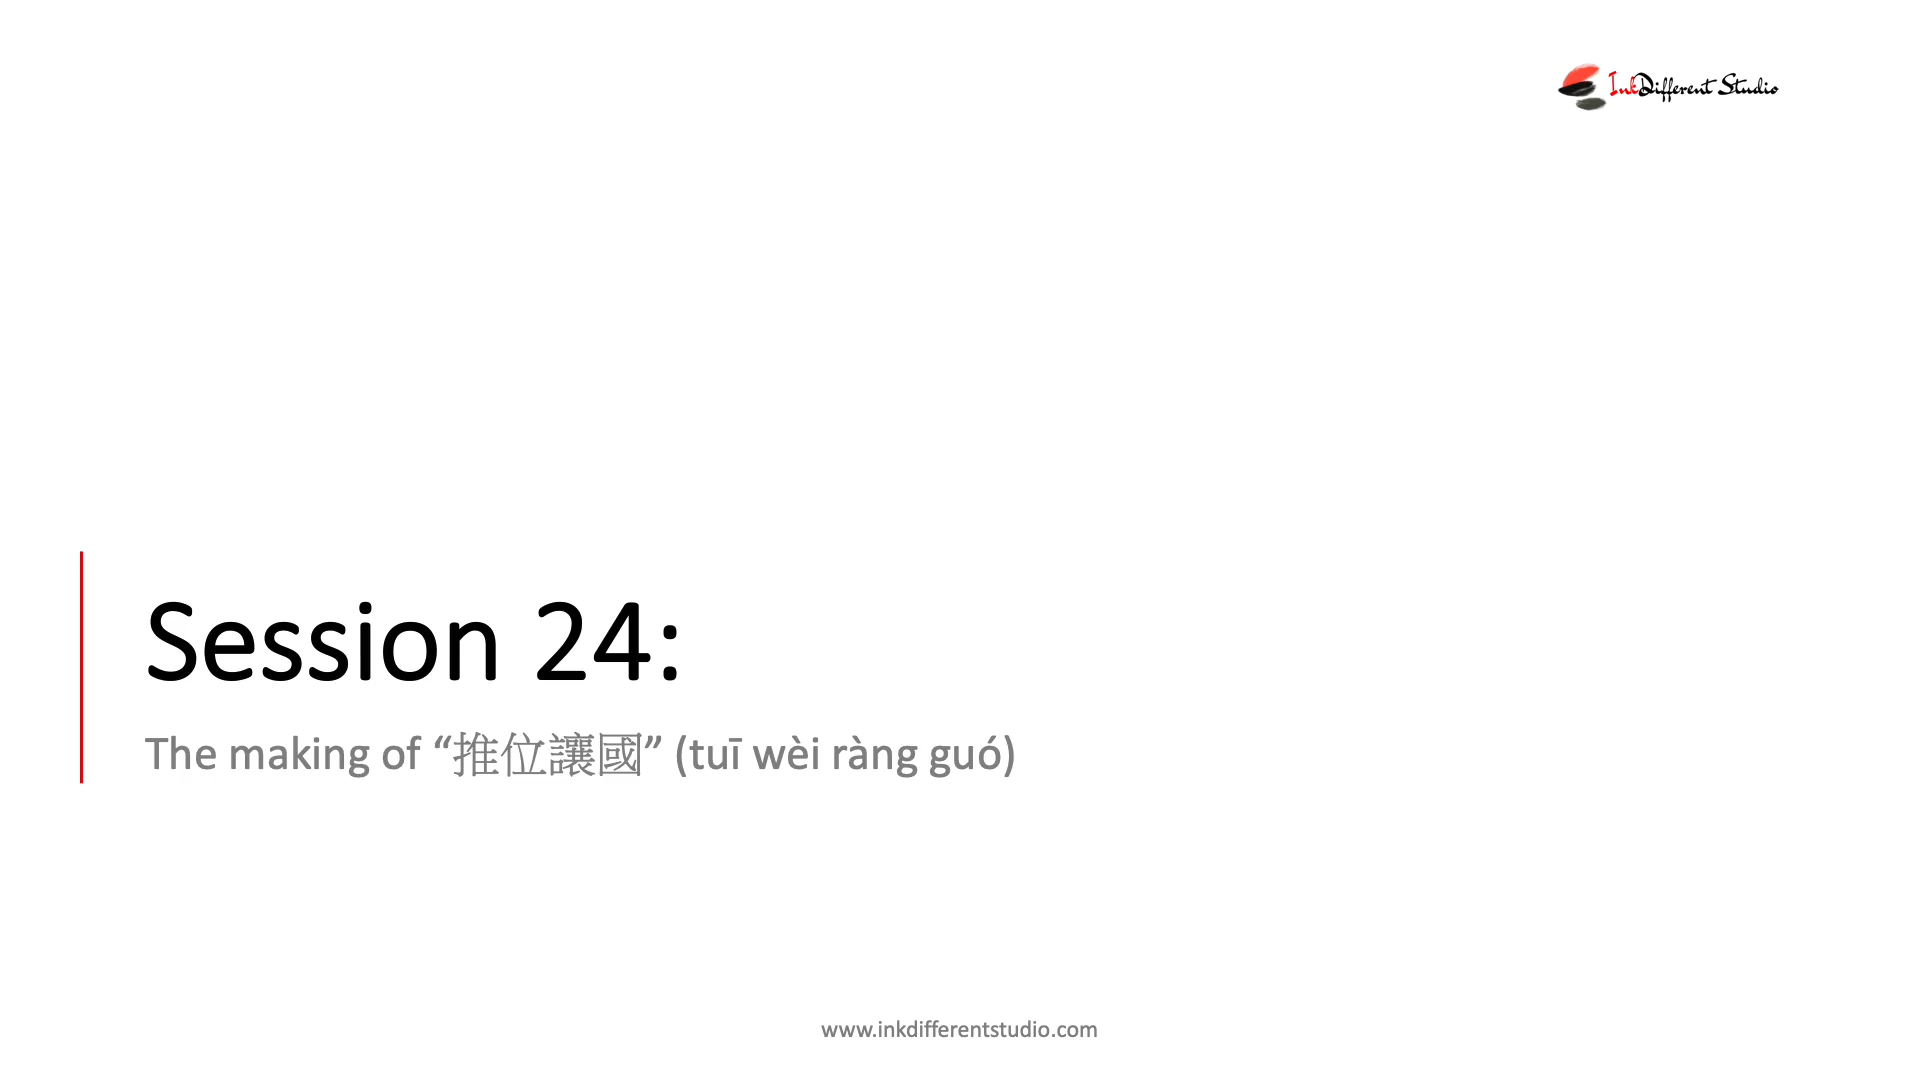 InkDifferent Studio
Session 24:
The making of “推位讓國” (tuī wèi ràng guó)
www.inkdifferentstudio.com